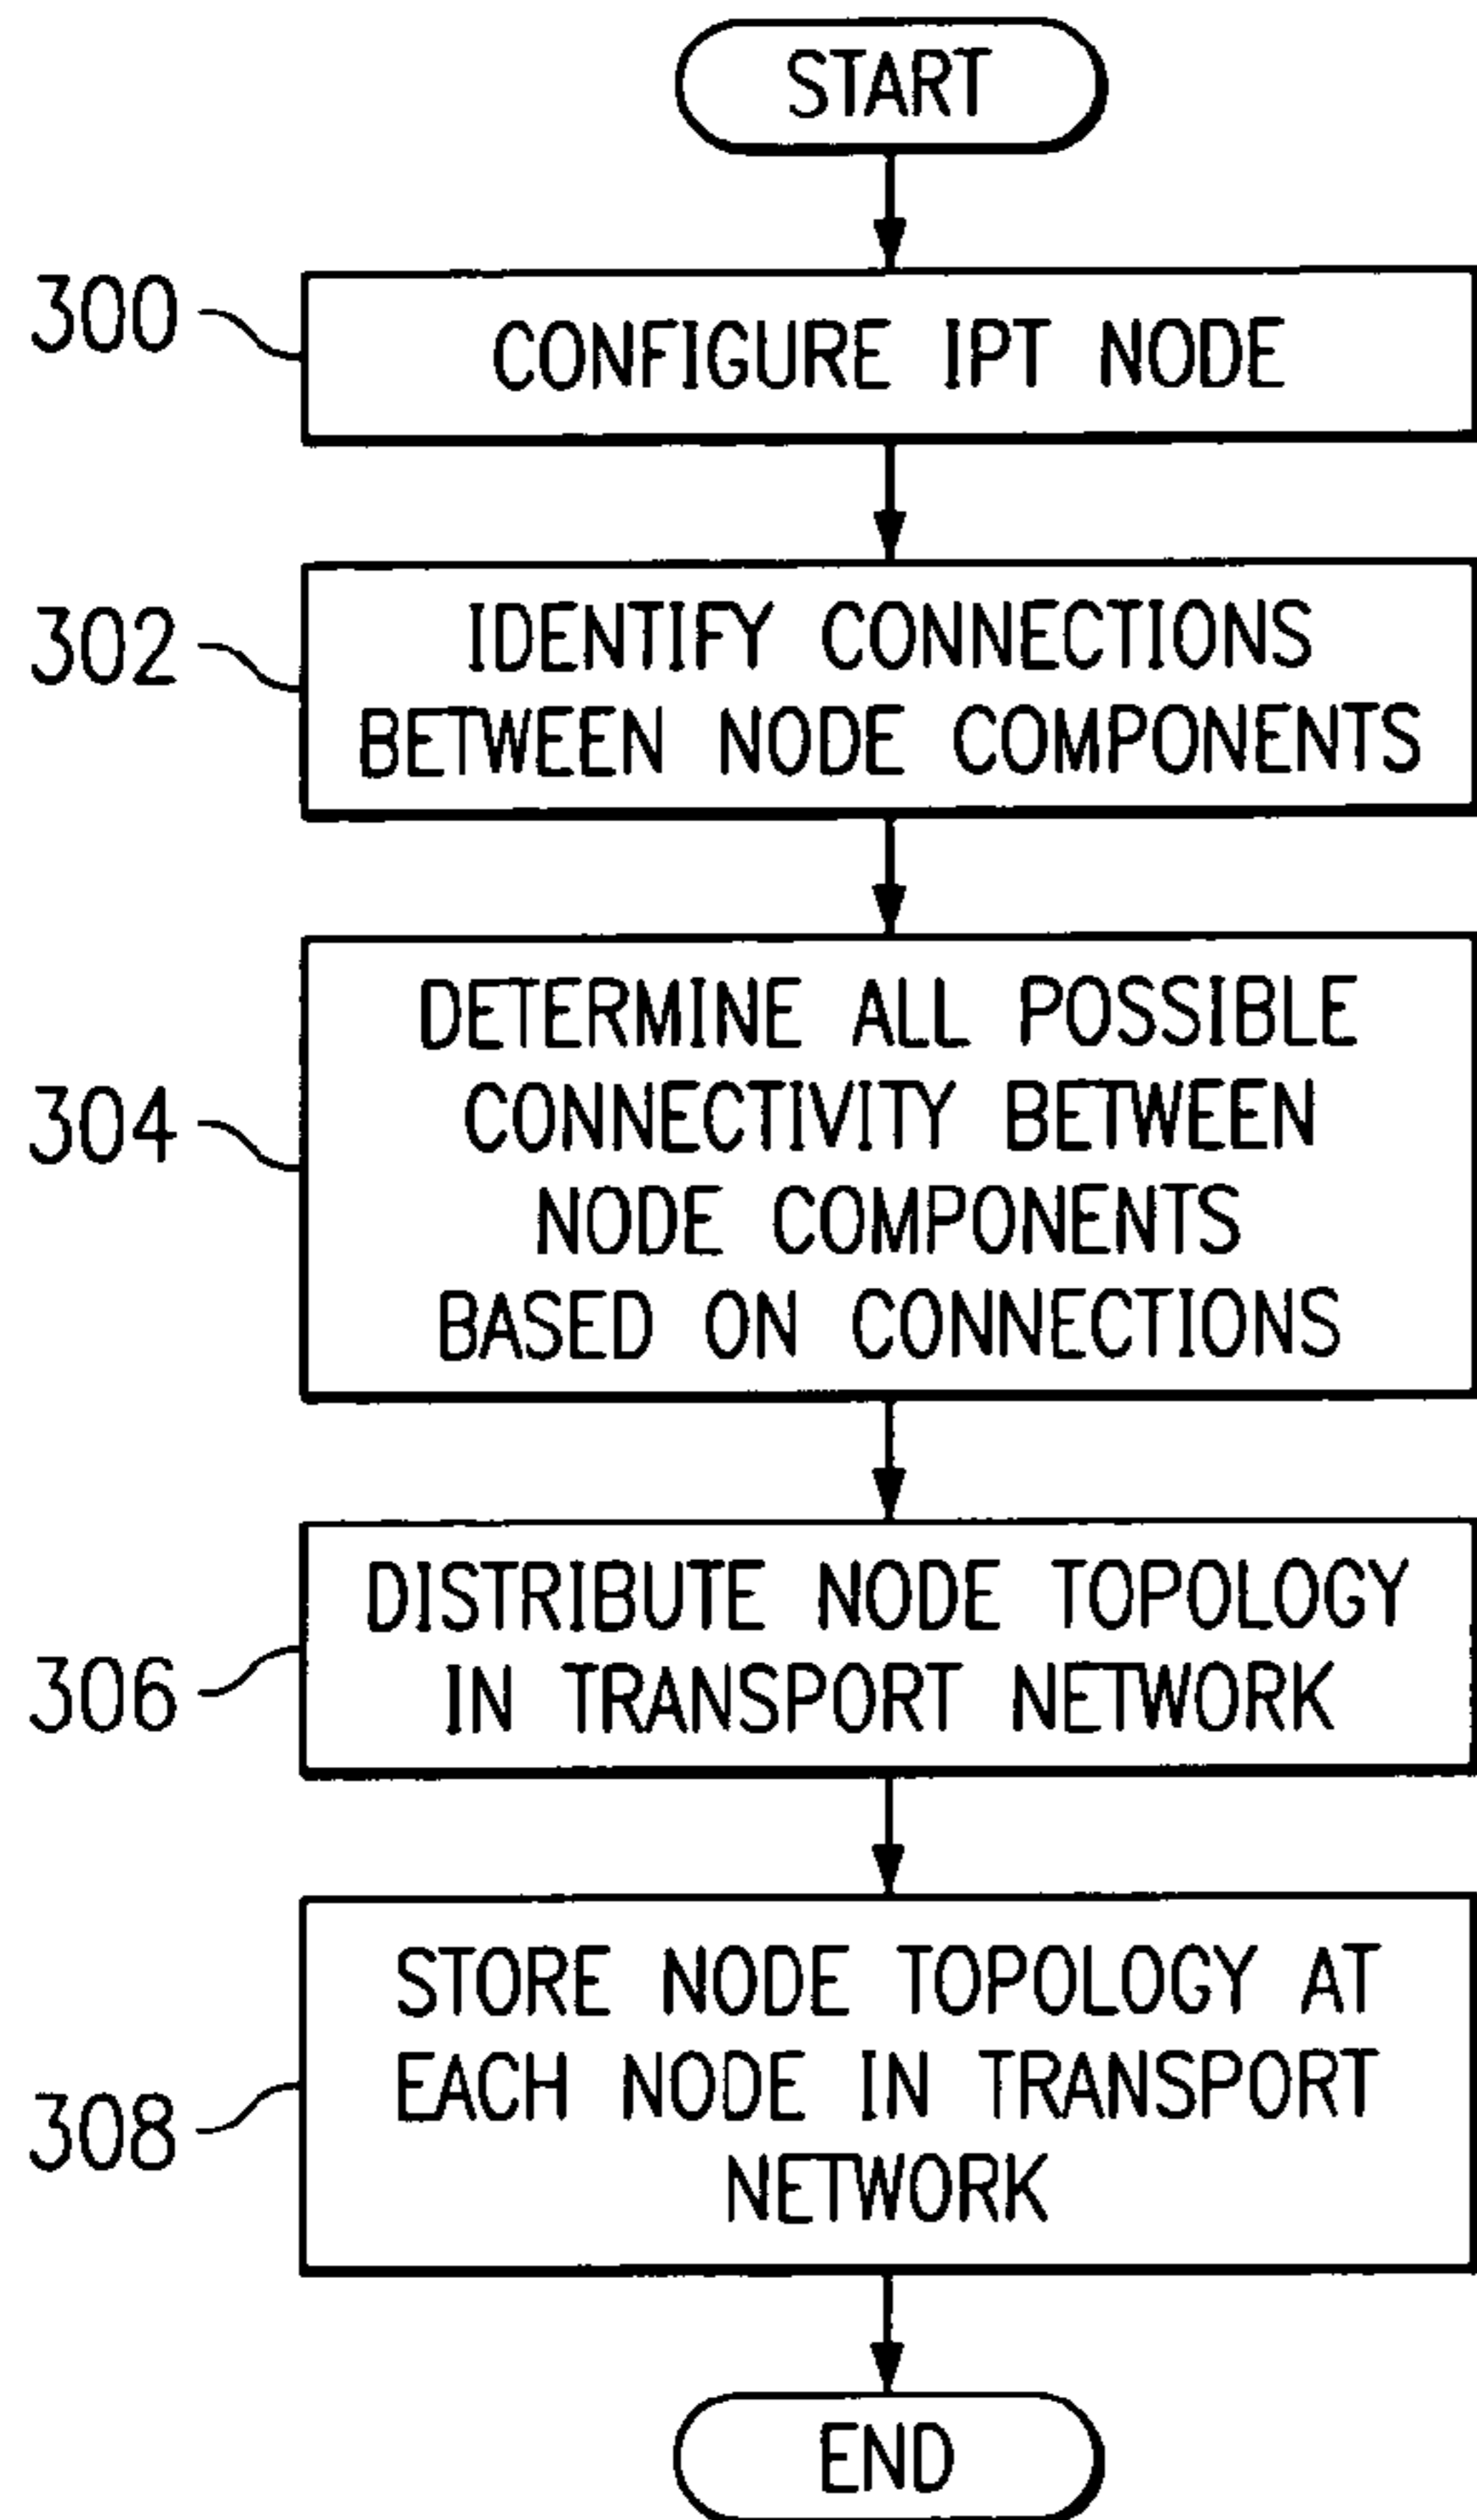 START
300
CONFIGURE IPT NODE
302
IDENTIFY CONNECTIONS
BETWEEN NODE COMPONENTS
304
DETERMINE ALL POSSIBLE
CONNECTIVITY BETWEEN
NODE COMPONENTS
BASED ON CONNECTIONS
306
DISTRIBUTE NODE TOPOLOGY
IN TRANSPORT NETWORK
308
STORE NODE TOPOLOGY AT
EACH NODE IN TRANSPORT
NETWORK
END